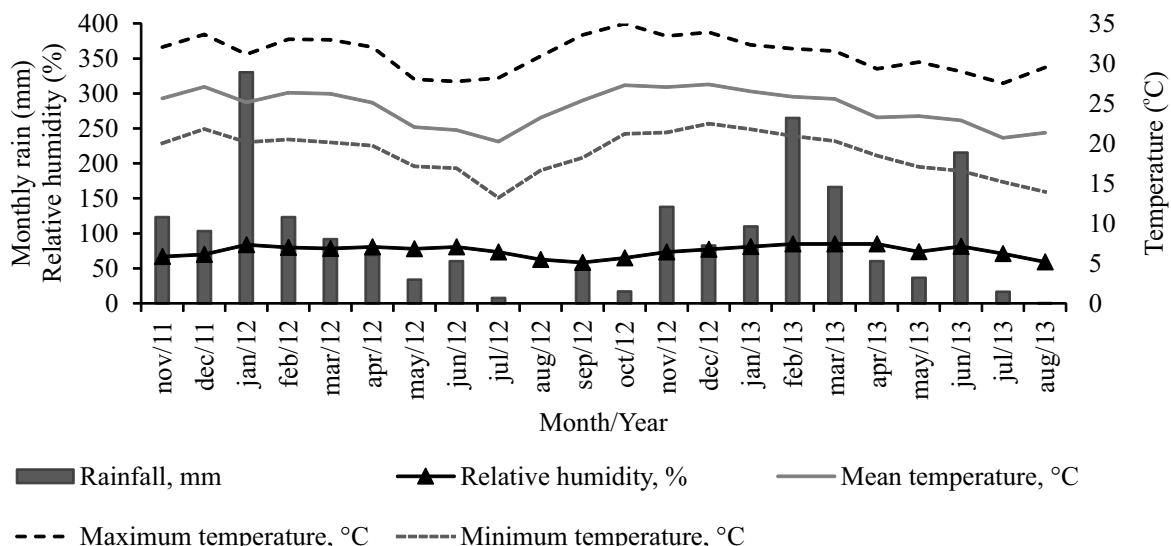 Monthly rain (mm)
Relative humidity (%)
400
350
300
250
200
150
100
50
0
35
30
25
20
15
10
5
0
Temperature (°C)
nov/11
dec/11
jan/12
feb/12
mar/12
apr/12
may/12
jun/12
jul/12
aug/12
sep/12
oct/12
nov/12
dec/12
jan/13
feb/13
mar/13
apr/13
may/13
jun/13
jul/13
aug/13
Month/Year
Rainfall, mm
Relative humidity, %
Mean temperature, °C
Maximum temperature, °C
Minimum temperature, °C